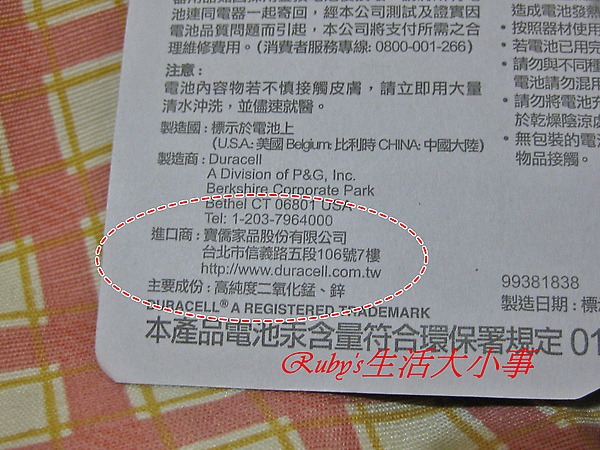 池連同電器一起寄回，經本公司測試及證實因
電池品質問題而引起，本公司將支付所需之合
理維修費用。(消費者服務專線: 0800-001-266)
注意：
電池內容物若不慎接觸皮膚，請立即用大量
清水沖洗，並儘速就醫。
製造國：標示於電池上
(U.S.A.: 美國 Belgium: 比利時 CHINA: 中國大陸)
製造商：Duracell
A Division of P&G, Inc.
Berkshire Corporate Park
Bethel CT 06801 USA
Tel: 1-203-7964000
進口商：寶僑家品股份有限公司
台北市信義路五段106號7樓
http://www.duracell.com.tw
主要成份：高純度二氧化錳、鋅
DURACELL® A REGISTERED TRADEMARK
本產品電池汞含量符合環保署規定 01
造成電池發熱
• 按照器材使用
• 若電池已用完
• 請勿與不同種
電池請勿混用
• 請勿將電池充
於乾燥陰涼處
• 無包裝的電池
物品接觸。
99381838
製造日期：標
Ruby's生活大小事